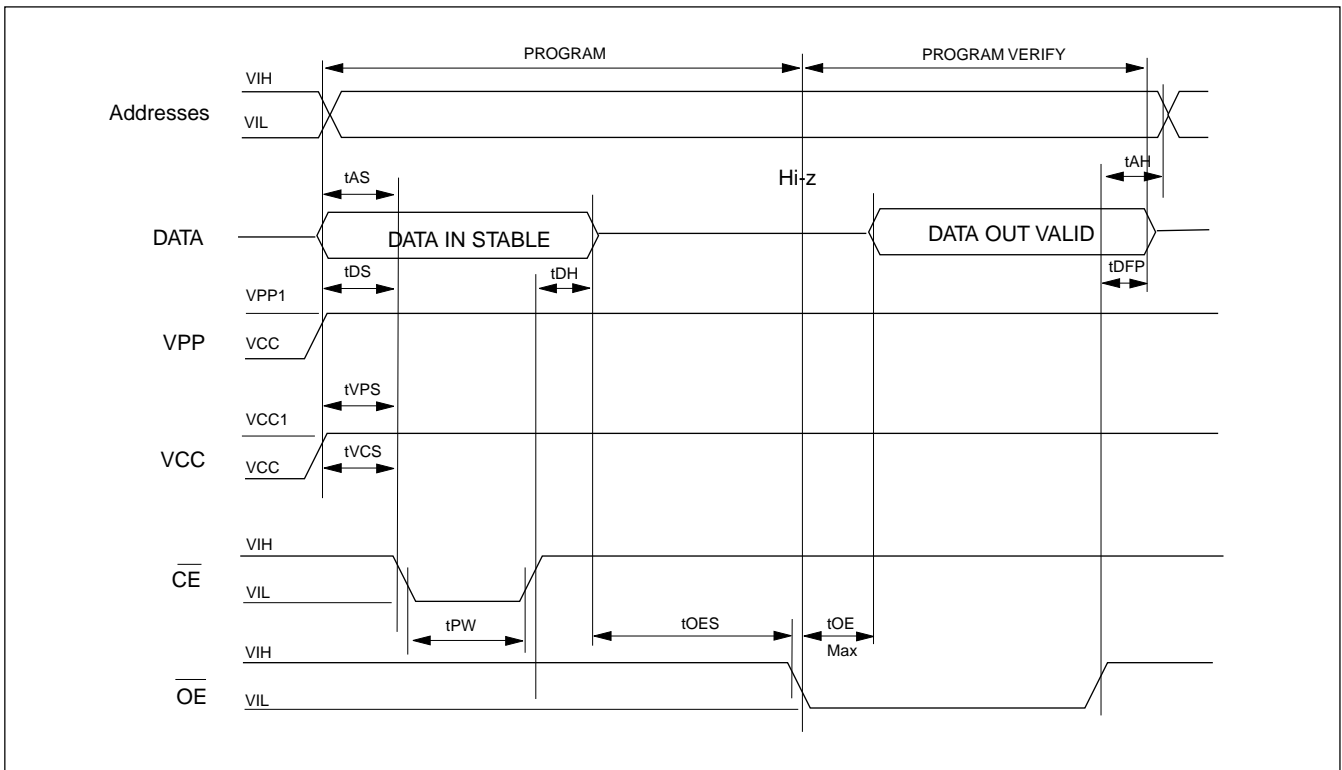 PROGRAM
PROGRAM VERIFY
VIH
Addresses
VIL
tAS
Hi-z
tAH
DATA
DATA IN STABLE
DATA OUT VALID
tDS
tDH
tDFP
VPP1
VPP
VCC
tVPS
VCC1
VCC
VCC
tVCS
VIH
CE
VIL
tPW
tOES
tOE
Max
VIH
OE
VIL